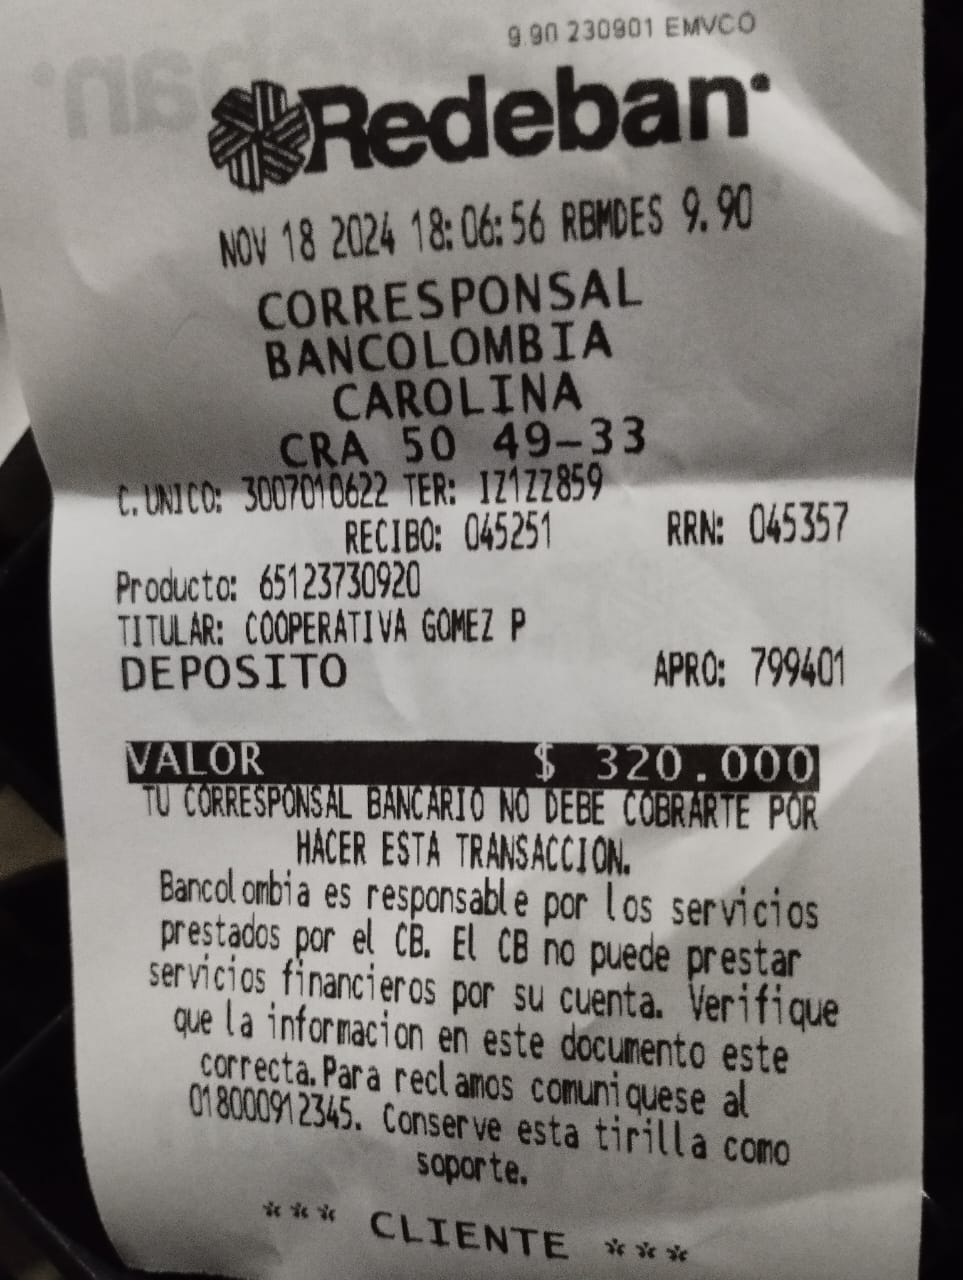 9.90 230901 EMVCO
Redeban
NOV 18 2024 18:06:56 RBMDES 9.90
CORRESPONSAL
BANCOLOMBIA
CAROLINA
CRA 50 49-33
C. UNICO: 3007010622 TER: IZ1ZZ859
RECIBO: 045251 RRN: 045357
Producto: 65123730920
TITULAR: COOPERATIVA GOMEZ P
DEPOSITO APRO: 799401
VALOR $ 320.000
TU CORRESPONSAL BANCARIO NO DEBE COBRARTE POR
HACER ESTA TRANSACCION.
Bancolombia es responsable por los servicios
prestados por el CB. El CB no puede prestar
servicios financieros por su cuenta. Verifique
que la informacion en este documento este
correcta. Para reclamos comuniquese al
018000912345. Conserve esta tirilla como
soporte.
*** CLIENTE ***